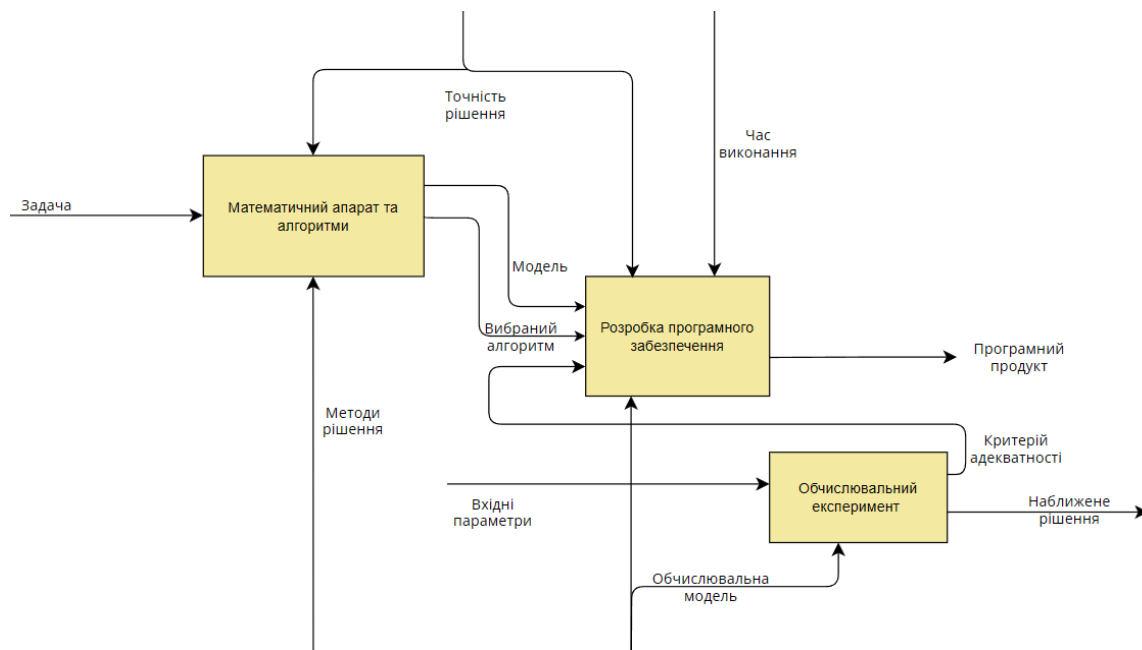 Точність
рішення
Час
виконання
Задача
Математичний апарат та
алгоритми
Модель
Вибраний
алгоритм
Розробка програмного
забезпечення
Програмний
продукт
Методи
рішення
Критерій
адекватності
Вхідні
параметри
Обчислювальний
експеримент
Наближене
рішення
Обчислювальна
модель